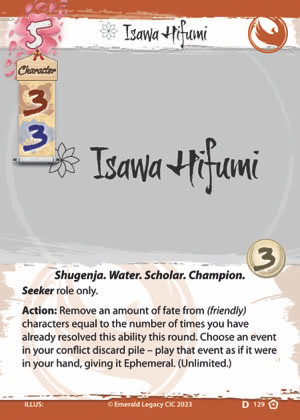 5
Isawa Hifumi
Character
3
3
Isawa Hifumi
3
Shugenja. Water. Scholar. Champion.
Seeker role only.
Action: Remove an amount of fate from (friendly)
characters equal to the number of times you have
already resolved this ability this round. Choose an event
in your conflict discard pile – play that event as if it were
in your hand, giving it Ephemeral. (Unlimited.)
ILLUS: © Emerald Legacy CIC 2023 D 129